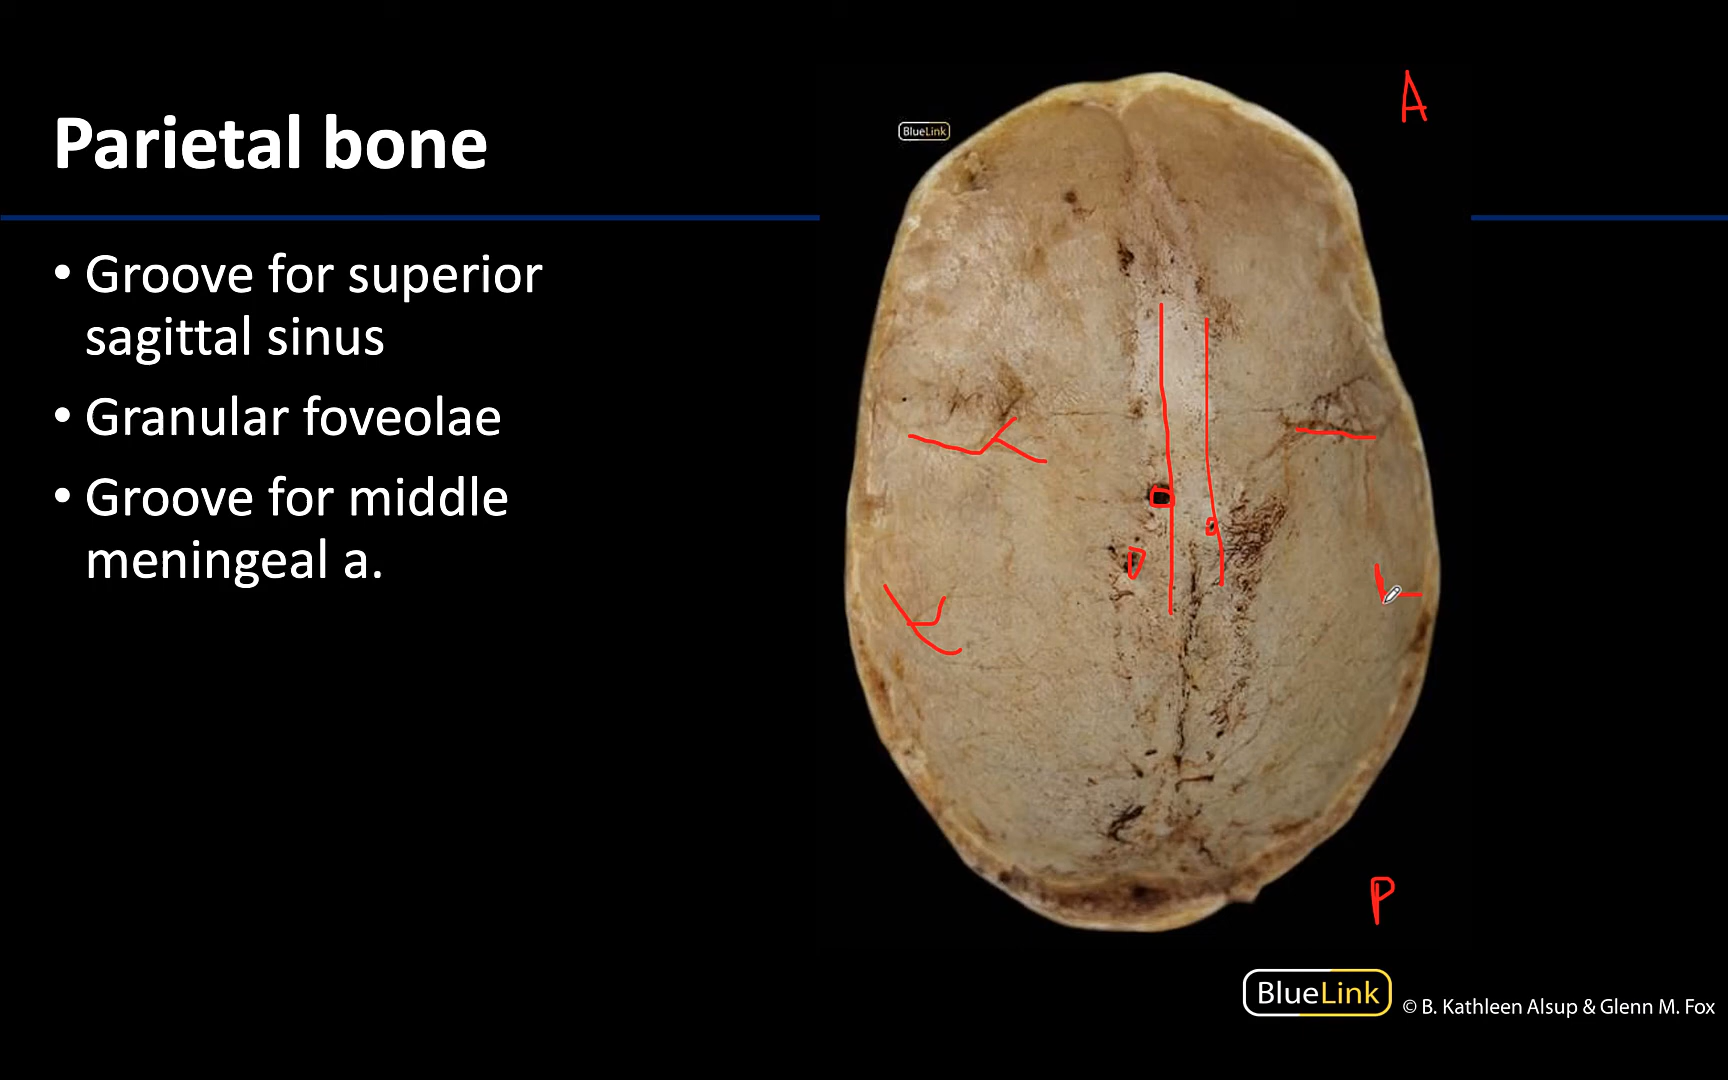 Parietal bone
• Groove for superior
sagittal sinus
• Granular foveolae
• Groove for middle
meningeal a.
BlueLink
A
P
BlueLink
© B. Kathleen Alsup & Glenn M. Fox